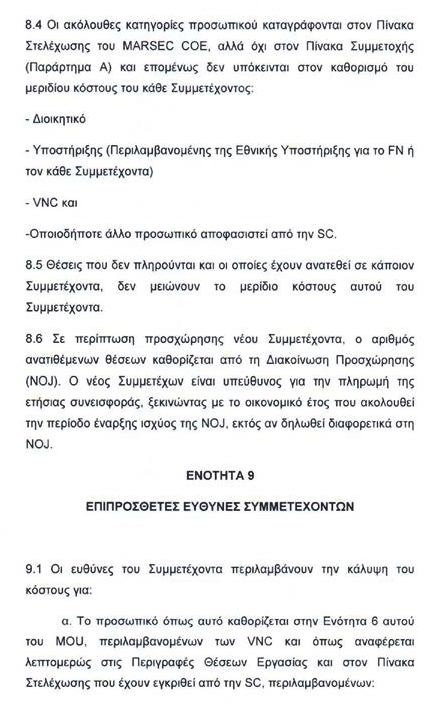 8.4 Οι ακόλουθες κατηγορίες προσωπικού καταγράφονται στον Πίνακα
Στελέχωσης του MARSEC COE, αλλά όχι στον Πίνακα Συμμετοχής
(Παράρτημα Α) και επομένως δεν υπόκεινται στον καθορισμό του
μεριδίου κόστους του κάθε Συμμετέχοντος:
- Διοικητικό
- Υποστήριξης (Περιλαμβανομένης της Εθνικής Υποστήριξης για το FN ή
τον κάθε Συμμετέχοντα)
- VNC και
-Οποιοδήποτε άλλο προσωπικό αποφασιστεί από την SC.
8.5 Θέσεις που δεν πληρούνται και οι οποίες έχουν ανατεθεί σε κάποιον
Συμμετέχοντα, δεν μειώνουν το μερίδιο κόστους αυτού του
Συμμετέχοντα.
8.6 Σε περίπτωση προσχώρησης νέου Συμμετέχοντα, ο αριθμός
ανατιθέμενων θέσεων καθορίζεται από τη Διακοίνωση Προσχώρησης
(NOJ). Ο νέος Συμμετέχων είναι υπεύθυνος για την πληρωμή της
ετήσιας συνεισφοράς, ξεκινώντας με το οικονομικό έτος που ακολουθεί
την περίοδο έναρξης ισχύος της NOJ, εκτός αν δηλωθεί διαφορετικά στη
NOJ.
ΕΝΟΤΗΤΑ 9
ΕΠΙΠΡΟΣΘΕΤΕΣ ΕΥΘΥΝΕΣ ΣΥΜΜΕΤΕΧΟΝΤΩΝ
9.1 Οι ευθύνες του Συμμετέχοντα περιλαμβάνουν την κάλυψη του
κόστους για:
α. Το προσωπικό όπως αυτό καθορίζεται στην Ενότητα 6 αυτού
του MOU, περιλαμβανομένων των VNC και όπως αναφέρεται
λεπτομερώς στις Περιγραφές Θέσεων Εργασίας και στον Πίνακα
Στελέχωσης που έχουν εγκριθεί από την SC, περιλαμβανομένων: